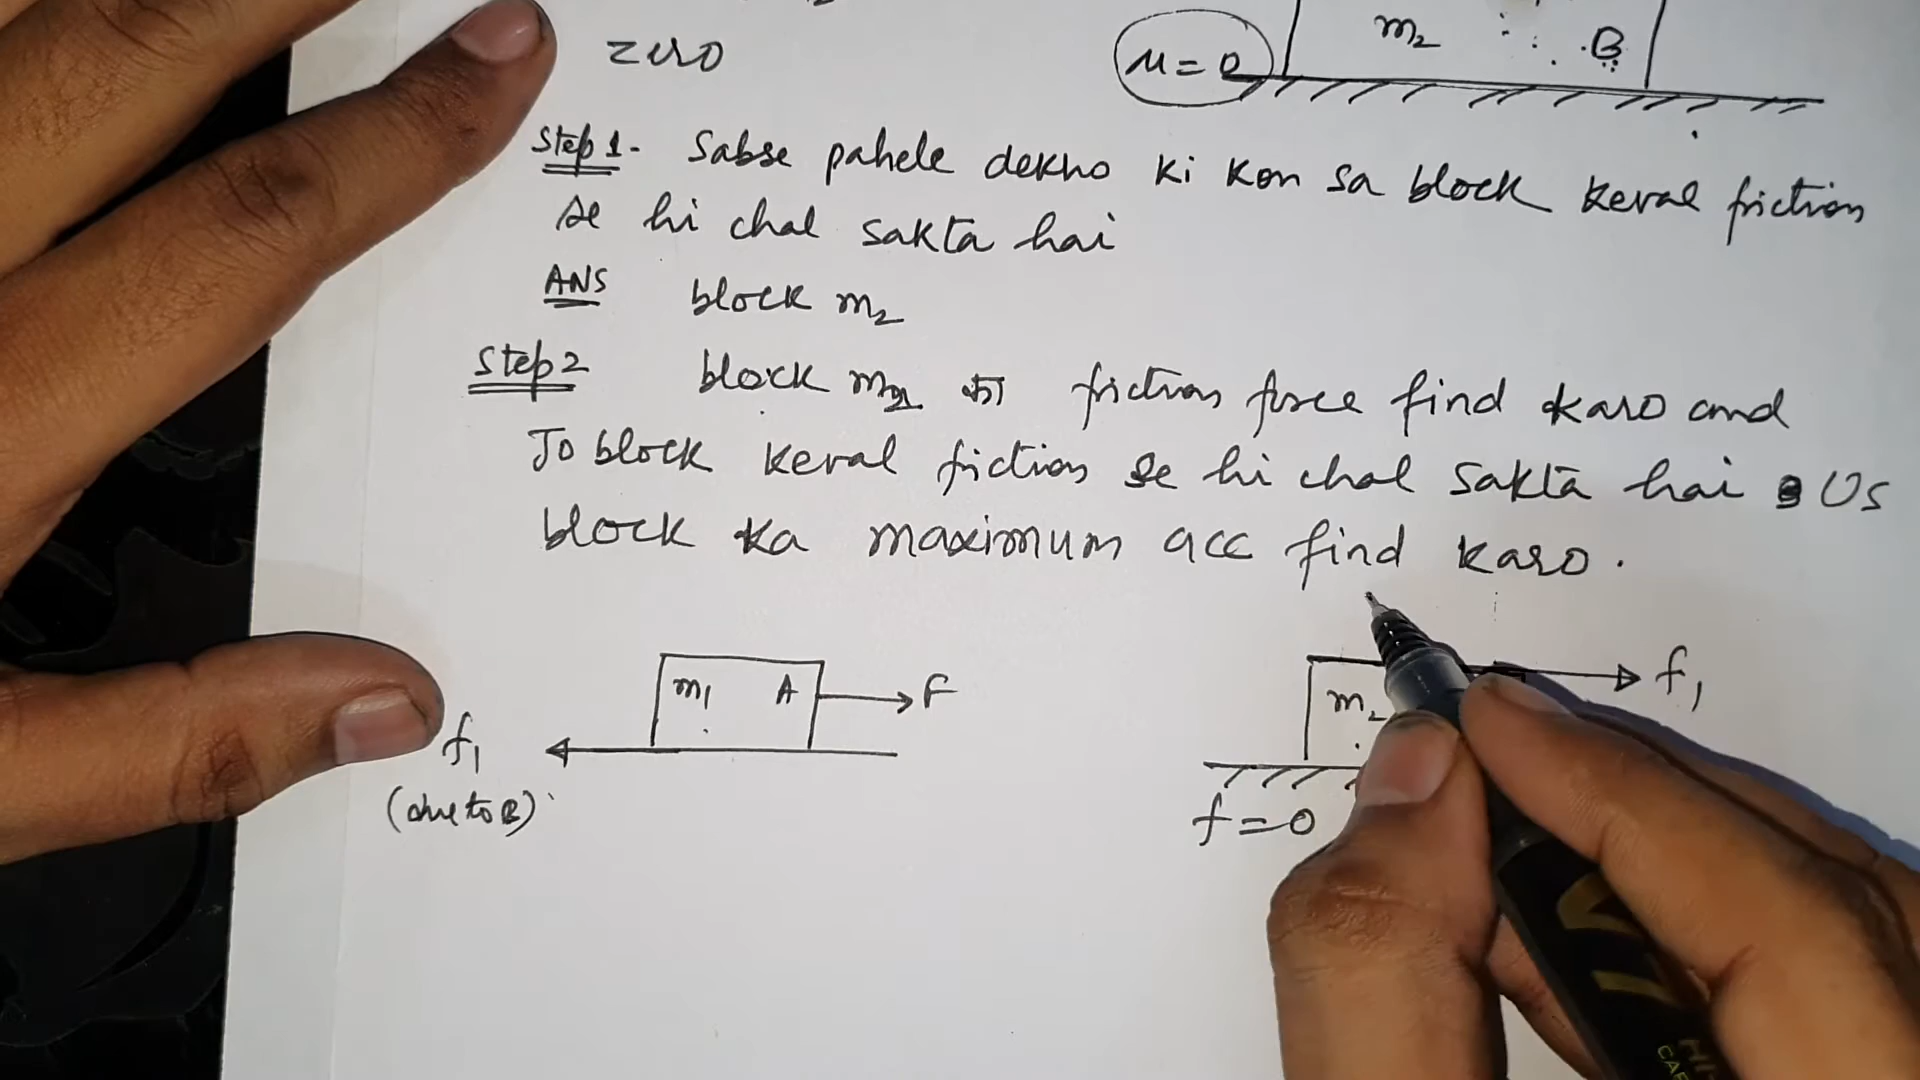 m₂ B
zero
μ = 0
Step 1- Sabse pahele dekho ki kon sa block keval friction
se hi chal sakta hai
ANS block m₂
Step 2 block का friction force find karo and
Jo block keval friction se hi chal sakta hai Us
block ka maximum acc find karo.
m₁ A F
m₂ f₁
f₁
(due to B)
f = 0